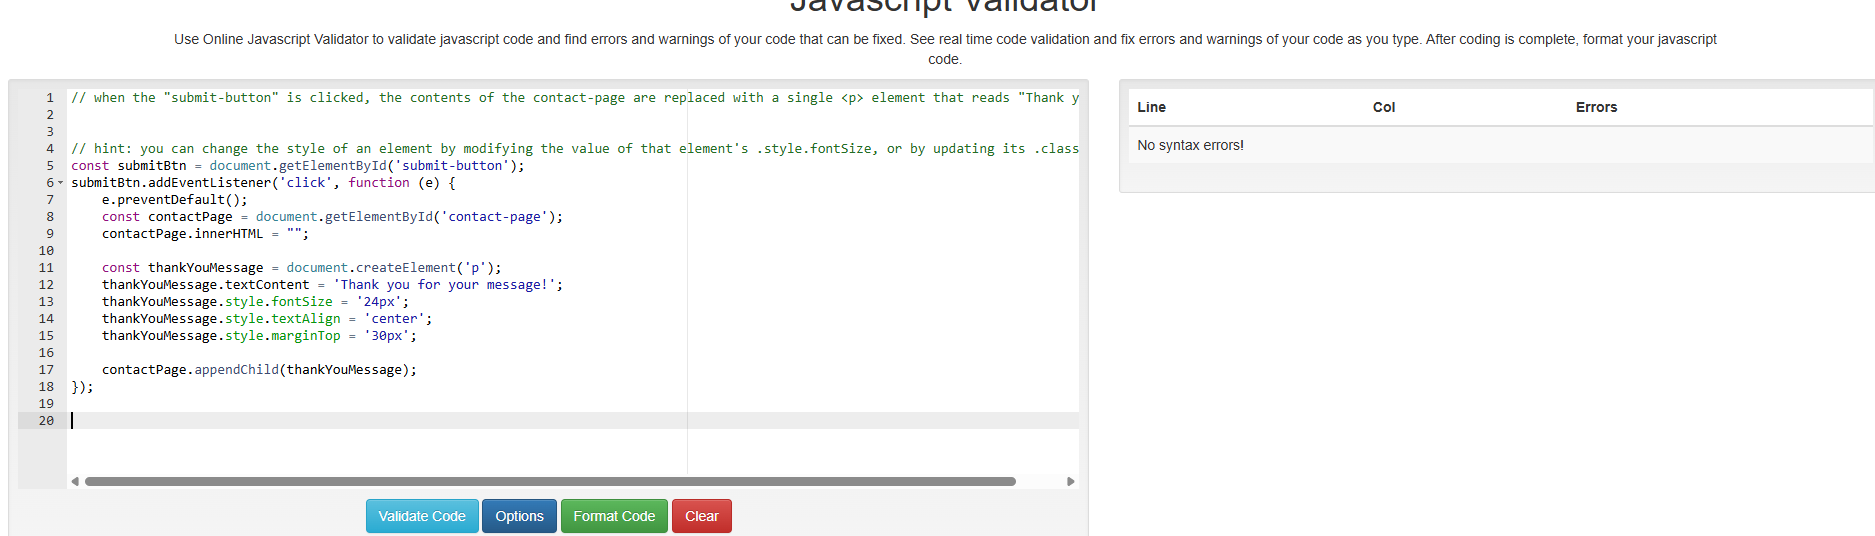 Javascript Validator
Use Online Javascript Validator to validate javascript code and find errors and warnings of your code that can be fixed. See real time code validation and fix errors and warnings of your code as you type. After coding is complete, format your javascript
code.
1 // when the "submit-button" is clicked, the contents of the contact-page are replaced with a single <p> element that reads "Thank y
2
3
4 // hint: you can change the style of an element by modifying the value of that element's .style.fontSize, or by updating its .class
5 const submitBtn = document.getElementById('submit-button');
6 submitBtn.addEventListener('click', function (e) {
7     e.preventDefault();
8     const contactPage = document.getElementById('contact-page');
9     contactPage.innerHTML = "";
10
11     const thankYouMessage = document.createElement('p');
12     thankYouMessage.textContent = 'Thank you for your message!';
13     thankYouMessage.style.fontSize = '24px';
14     thankYouMessage.style.textAlign = 'center';
15     thankYouMessage.style.marginTop = '30px';
16
17     contactPage.appendChild(thankYouMessage);
18 });
19
20
Validate Code Options Format Code Clear
Line Col Errors
No syntax errors!